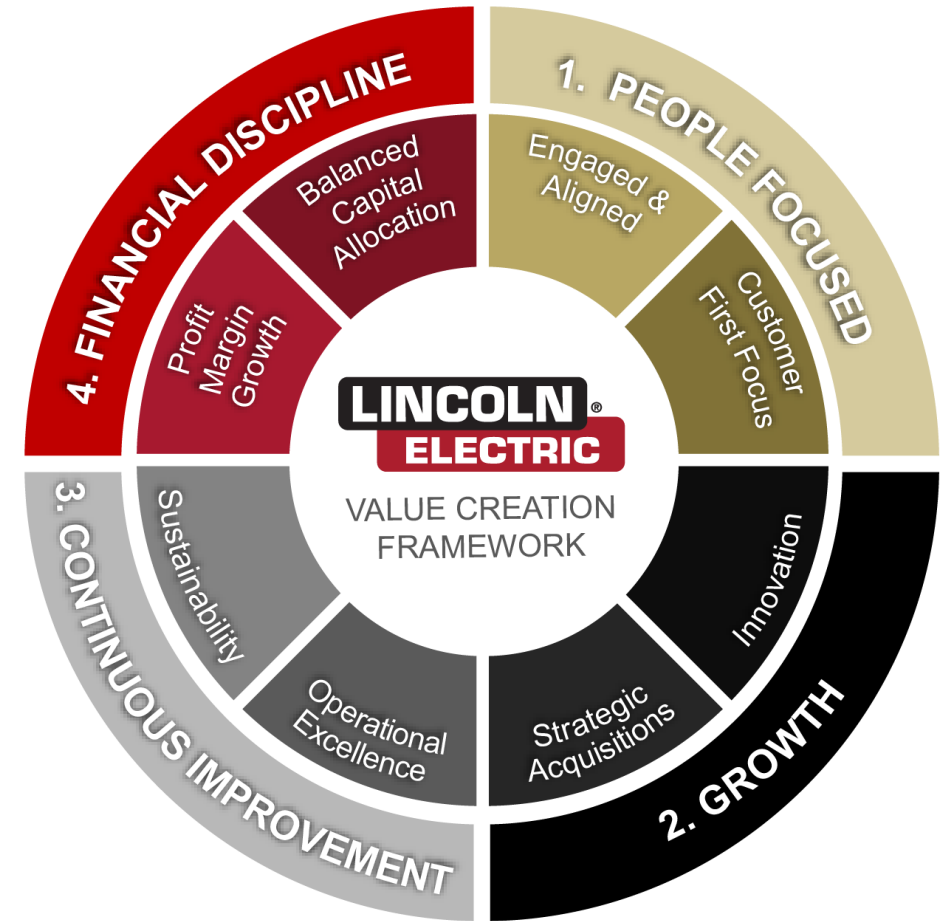 1. PEOPLE FOCUSED
Engaged &
Aligned
Customer
First Focus
2. GROWTH
Innovation
Strategic
Acquisitions
3. CONTINUOUS IMPROVEMENT
Operational
Excellence
Sustainability
4. FINANCIAL DISCIPLINE
Profit
Margin
Growth
Balanced
Capital
Allocation
LINCOLN ®
ELECTRIC
VALUE CREATION
FRAMEWORK